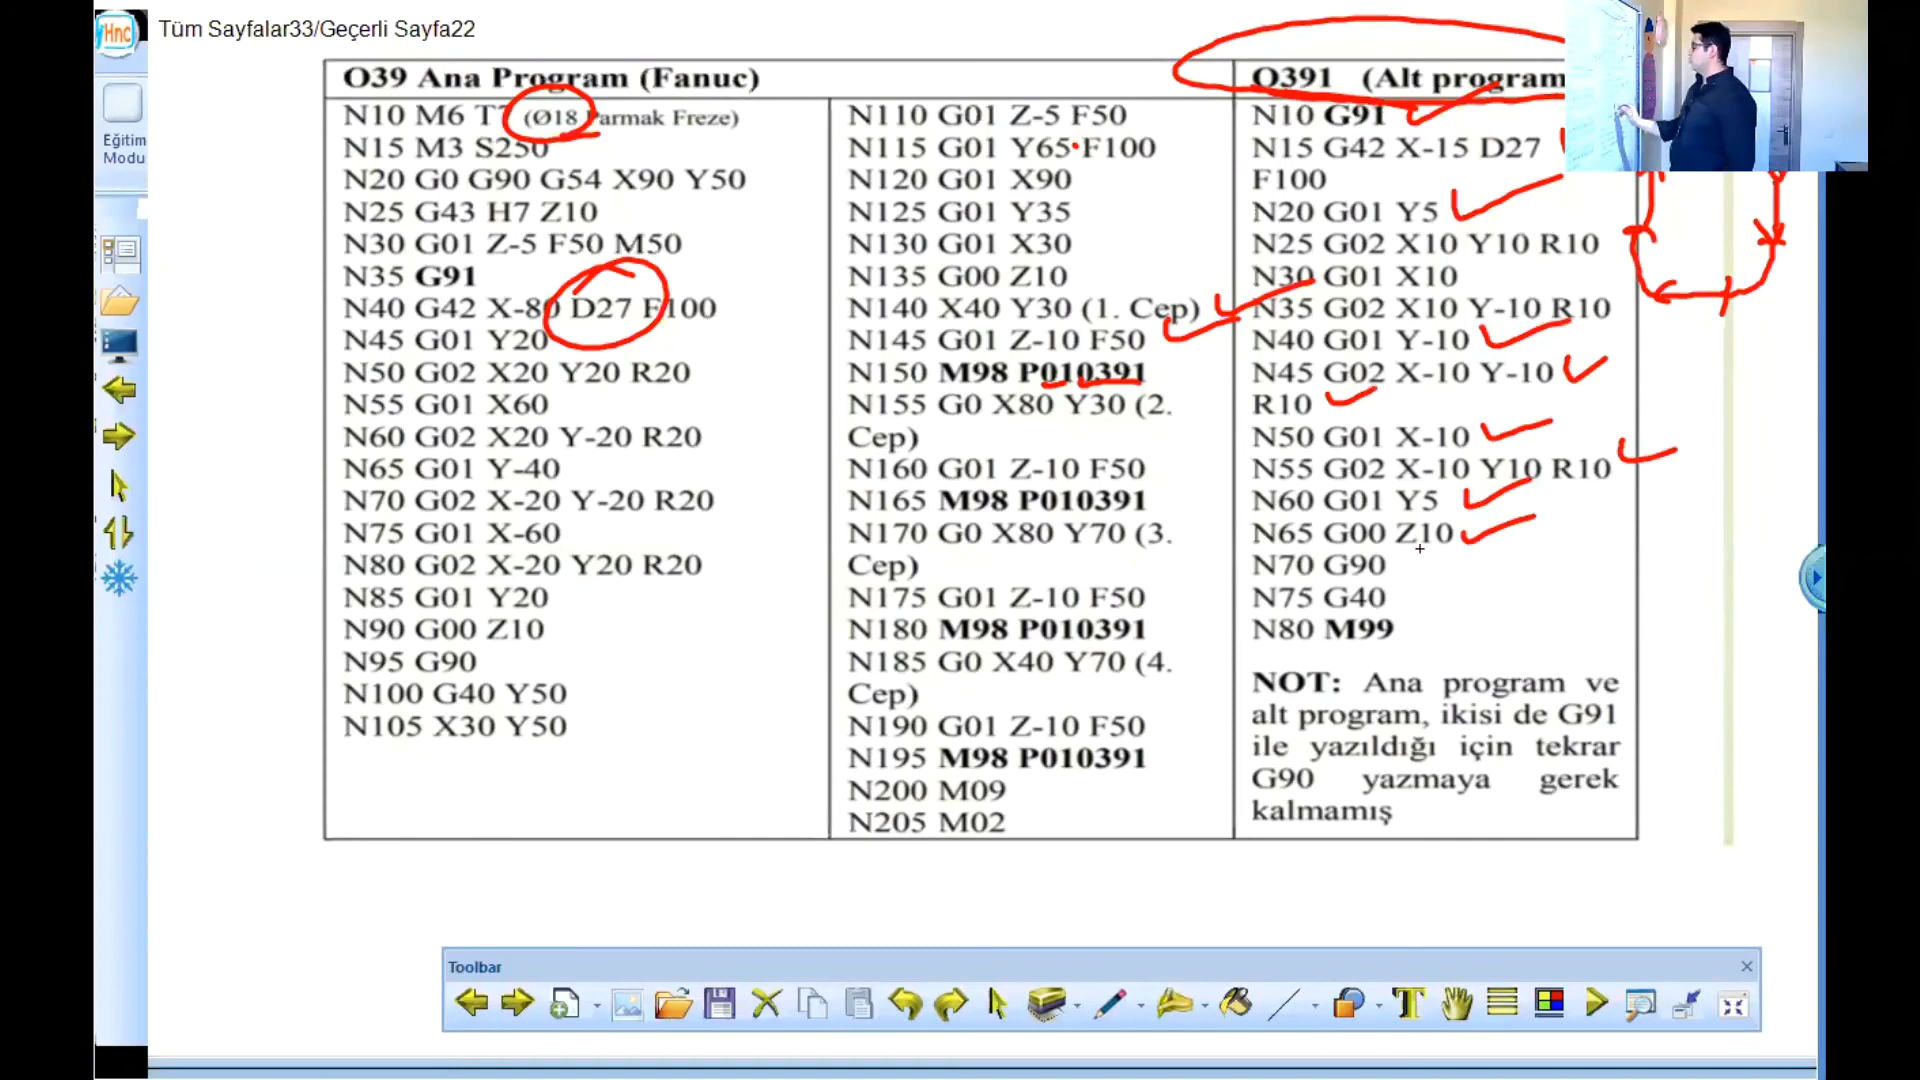 Hnc
Tüm Sayfalar33/Geçerli Sayfa22
Eğitim
Modu
O39 Ana Program (Fanuc)
N10 M6 T7 (Ø18 Parmak Freze)
N15 M3 S250
N20 G0 G90 G54 X90 Y50
N25 G43 H7 Z10
N30 G01 Z-5 F50 M50
N35 G91
N40 G42 X-80 D27 F100
N45 G01 Y20
N50 G02 X20 Y20 R20
N55 G01 X60
N60 G02 X20 Y-20 R20
N65 G01 Y-40
N70 G02 X-20 Y-20 R20
N75 G01 X-60
N80 G02 X-20 Y20 R20
N85 G01 Y20
N90 G00 Z10
N95 G90
N100 G40 Y50
N105 X30 Y50
N110 G01 Z-5 F50
N115 G01 Y65 F100
N120 G01 X90
N125 G01 Y35
N130 G01 X30
N135 G00 Z10
N140 X40 Y30 (1. Cep)
N145 G01 Z-10 F50
N150 M98 P010391
N155 G0 X80 Y30 (2.
Cep)
N160 G01 Z-10 F50
N165 M98 P010391
N170 G0 X80 Y70 (3.
Cep)
N175 G01 Z-10 F50
N180 M98 P010391
N185 G0 X40 Y70 (4.
Cep)
N190 G01 Z-10 F50
N195 M98 P010391
N200 M09
N205 M02
O391 (Alt program
N10 G91
N15 G42 X-15 D27
F100
N20 G01 Y5
N25 G02 X10 Y10 R10
N30 G01 X10
N35 G02 X10 Y-10 R10
N40 G01 Y-10
N45 G02 X-10 Y-10
R10
N50 G01 X-10
N55 G02 X-10 Y10 R10
N60 G01 Y5
N65 G00 Z10
N70 G90
N75 G40
N80 M99
NOT: Ana program ve
alt program, ikisi de G91
ile yazıldığı için tekrar
G90 yazmaya gerek
kalmamış
Toolbar